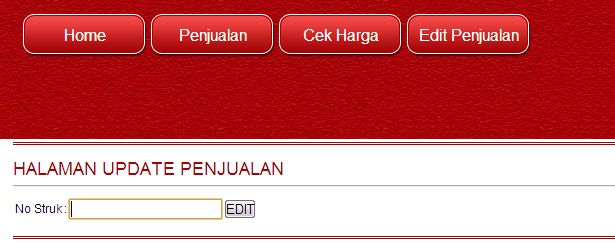 Home Penjualan Cek Harga Edit Penjualan
HALAMAN UPDATE PENJUALAN
No Struk : EDIT